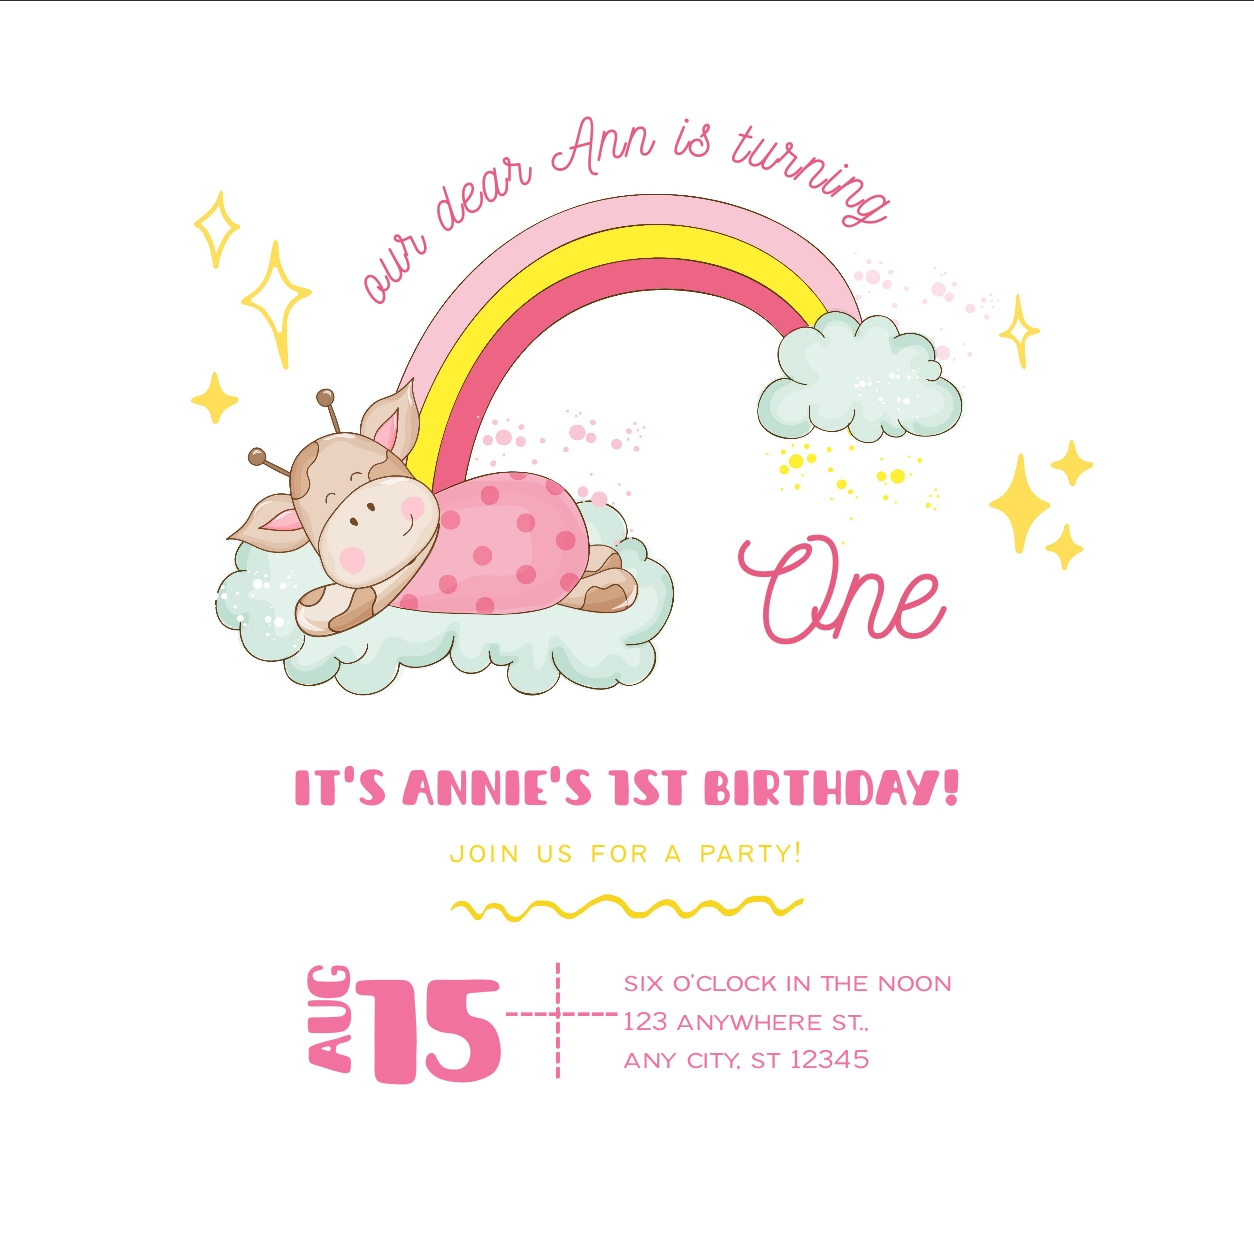 our dear Ann is turning
One
IT'S ANNIE'S 1ST BIRTHDAY!
JOIN US FOR A PARTY!
AUG
15
SIX O'CLOCK IN THE NOON
123 ANYWHERE ST.,
ANY CITY, ST 12345